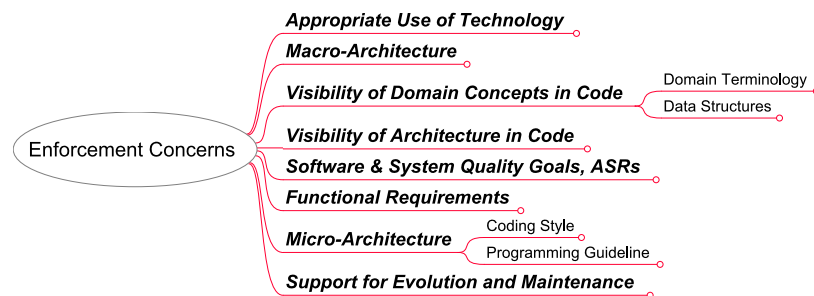 Enforcement Concerns
Appropriate Use of Technology
Macro-Architecture
Visibility of Domain Concepts in Code
Domain Terminology
Data Structures
Visibility of Architecture in Code
Software & System Quality Goals, ASRs
Functional Requirements
Micro-Architecture
Coding Style
Programming Guideline
Support for Evolution and Maintenance